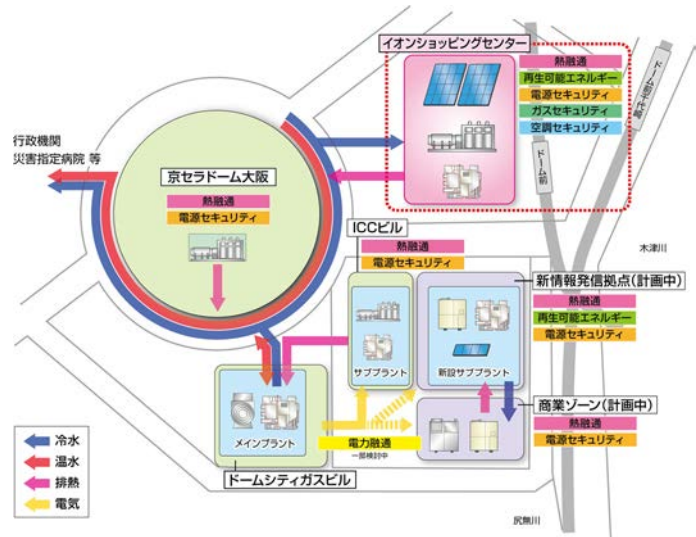 イオンショッピングセンター
熱融通
再生可能エネルギー
電源セキュリティ
ガスセキュリティ
空調セキュリティ
ドーム前千代崎
ドーム前
行政機関
災害指定病院 等
京セラドーム大阪
熱融通
電源セキュリティ
ICCビル
熱融通
電源セキュリティ
木津川
新情報発信拠点(計画中)
熱融通
再生可能エネルギー
電源セキュリティ
サブプラント
新設サブプラント
商業ゾーン(計画中)
熱融通
電源セキュリティ
メインプラント
電力融通
一部検討中
ドームシティガスビル
冷水
温水
排熱
電気
尻無川